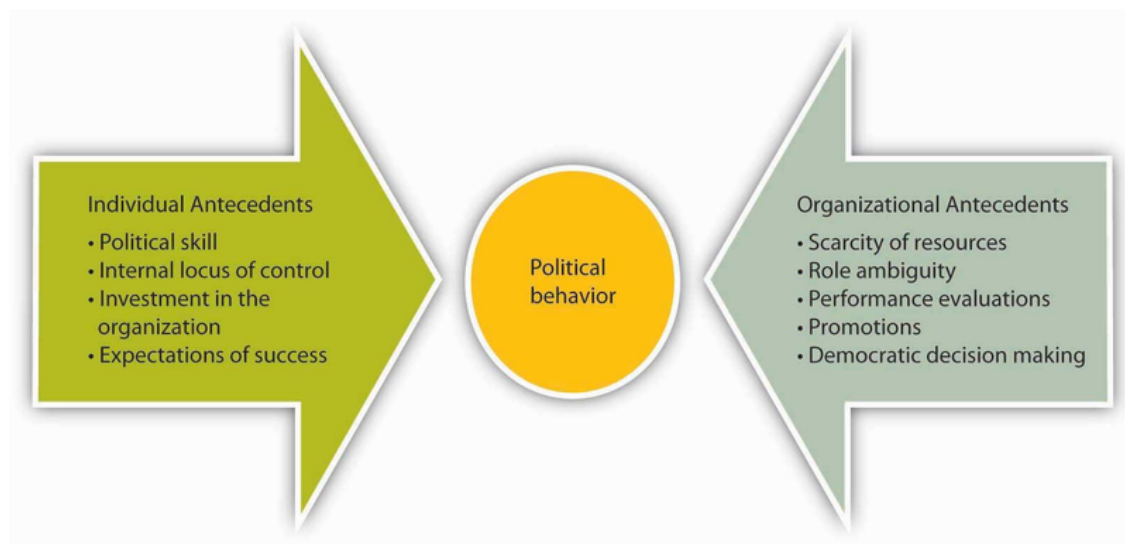 Individual Antecedents
• Political skill
• Internal locus of control
• Investment in the
organization
• Expectations of success
Political
behavior
Organizational Antecedents
• Scarcity of resources
• Role ambiguity
• Performance evaluations
• Promotions
• Democratic decision making